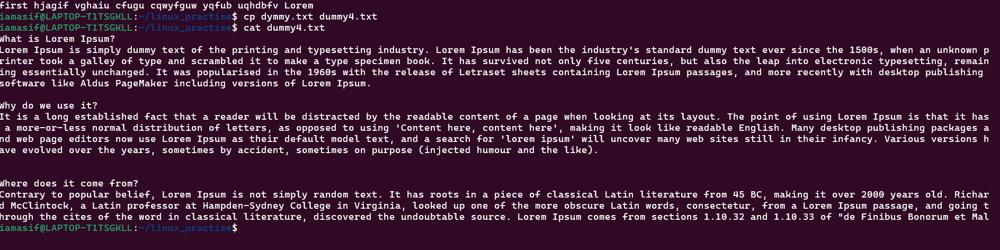 first hjagif vghaiu cfugu cqwyfguw yqfub uqhdbfv Lorem
iamasif@LAPTOP-T1TSGKLL:~/linux_practise$ cp dymmy.txt dummy4.txt
iamasif@LAPTOP-T1TSGKLL:~/linux_practise$ cat dummy4.txt
What is Lorem Ipsum?
Lorem Ipsum is simply dummy text of the printing and typesetting industry. Lorem Ipsum has been the industry's standard dummy text ever since the 1500s, when an unknown p
rinter took a galley of type and scrambled it to make a type specimen book. It has survived not only five centuries, but also the leap into electronic typesetting, remain
ing essentially unchanged. It was popularised in the 1960s with the release of Letraset sheets containing Lorem Ipsum passages, and more recently with desktop publishing
software like Aldus PageMaker including versions of Lorem Ipsum.
Why do we use it?
It is a long established fact that a reader will be distracted by the readable content of a page when looking at its layout. The point of using Lorem Ipsum is that it has
a more-or-less normal distribution of letters, as opposed to using 'Content here, content here', making it look like readable English. Many desktop publishing packages a
nd web page editors now use Lorem Ipsum as their default model text, and a search for 'lorem ipsum' will uncover many web sites still in their infancy. Various versions h
ave evolved over the years, sometimes by accident, sometimes on purpose (injected humour and the like).
Where does it come from?
Contrary to popular belief, Lorem Ipsum is not simply random text. It has roots in a piece of classical Latin literature from 45 BC, making it over 2000 years old. Richar
d McClintock, a Latin professor at Hampden-Sydney College in Virginia, looked up one of the more obscure Latin words, consectetur, from a Lorem Ipsum passage, and going t
hrough the cites of the word in classical literature, discovered the undoubtable source. Lorem Ipsum comes from sections 1.10.32 and 1.10.33 of "de Finibus Bonorum et Mal
iamasif@LAPTOP-T1TSGKLL:~/linux_practise$